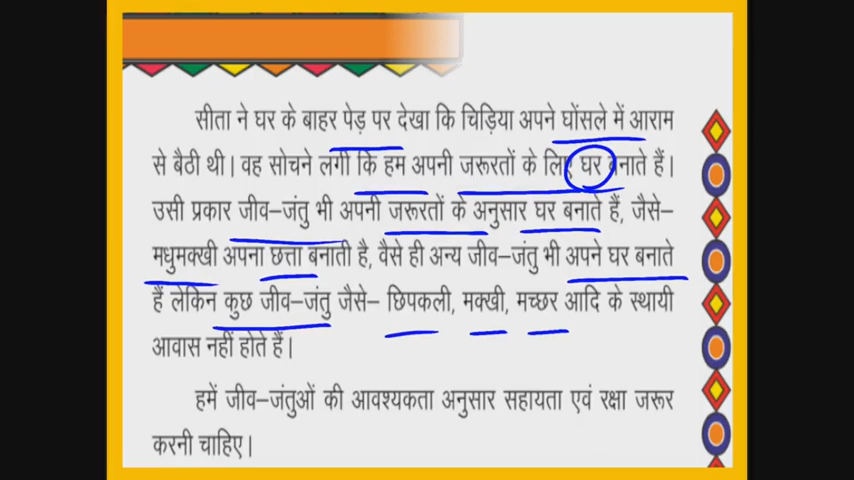 सीता ने घर के बाहर पेड़ पर देखा कि चिड़िया अपने घोंसले में आराम
से बैठी थी। वह सोचने लगी कि हम अपनी जरूरतों के लिए घर बनाते हैं।
उसी प्रकार जीव–जंतु भी अपनी जरूरतों के अनुसार घर बनाते हैं, जैसे–
मधुमक्खी अपना छत्ता बनाती है, वैसे ही अन्य जीव–जंतु भी अपने घर बनाते
हैं लेकिन कुछ जीव–जंतु जैसे– छिपकली, मक्खी, मच्छर आदि के स्थायी
आवास नहीं होते हैं।
हमें जीव–जंतुओं की आवश्यकता अनुसार सहायता एवं रक्षा जरूर
करनी चाहिए।